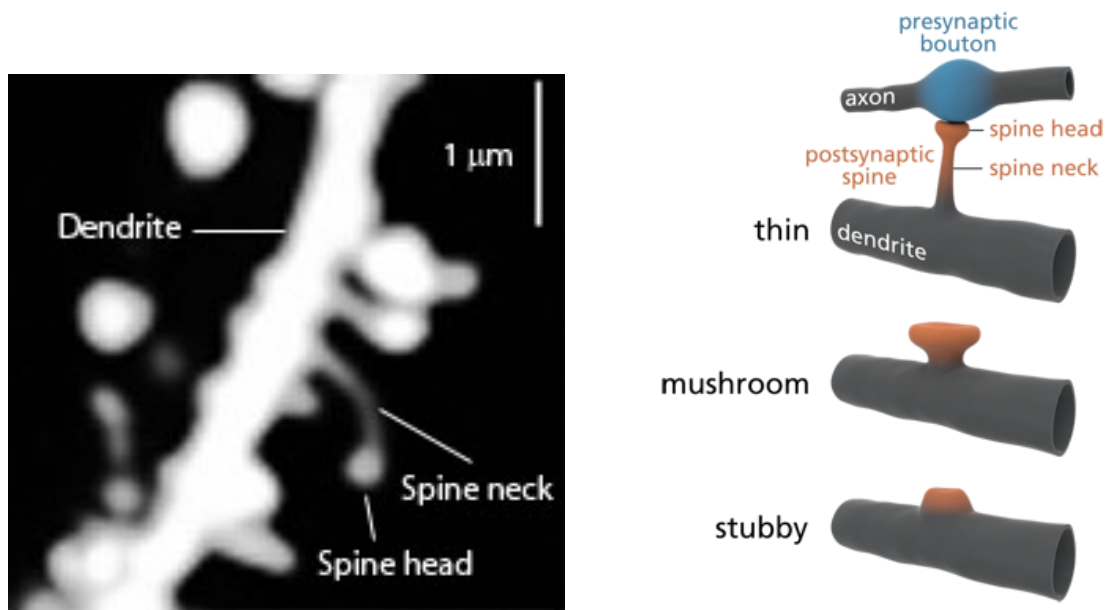 1 μm
Dendrite
Spine neck
Spine head
presynaptic
bouton
axon
spine head
postsynaptic
spine
spine neck
thin
dendrite
mushroom
stubby